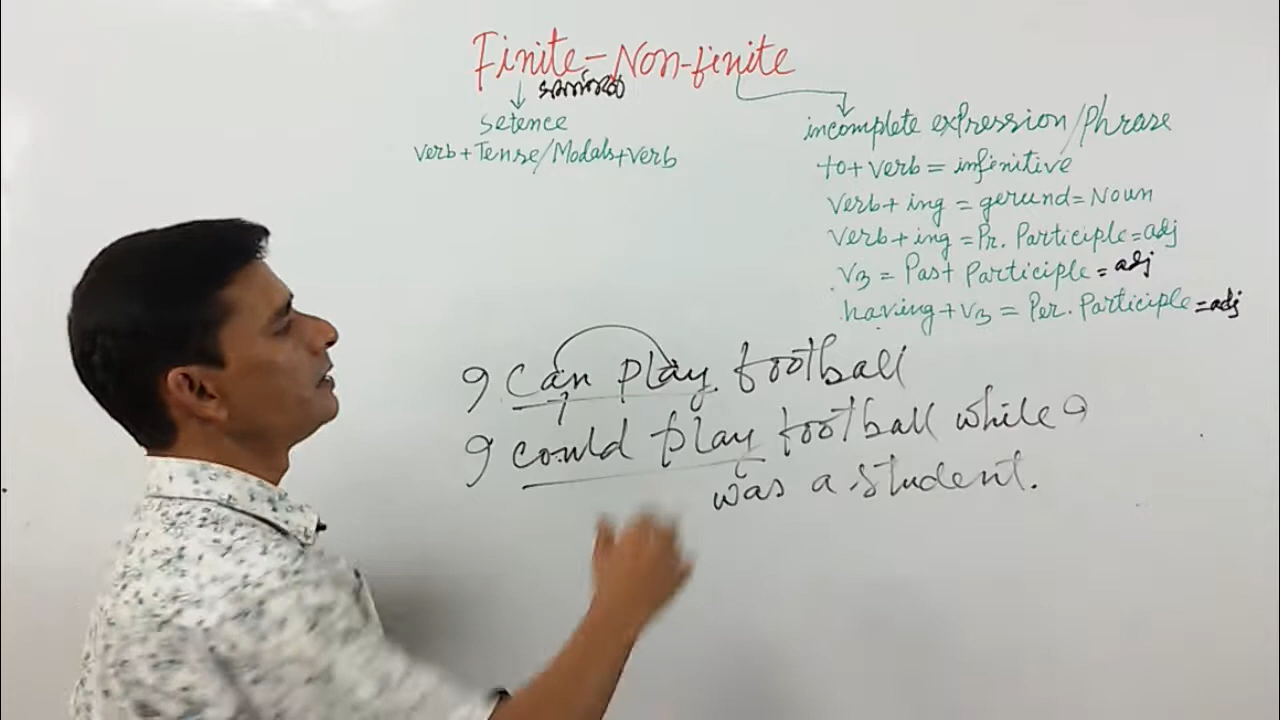 Finite-Non-finite
setence
verb+Tense/Modals+verb
incomplete expression/Phrase
to+verb = infinitive
verb+ing = gerund=Noun
verb+ing =Pr. Participle=adj
V3 = Past Participle = adj
having+V3 = Per. Participle=adj
I can play football
I could play football while I
was a student.